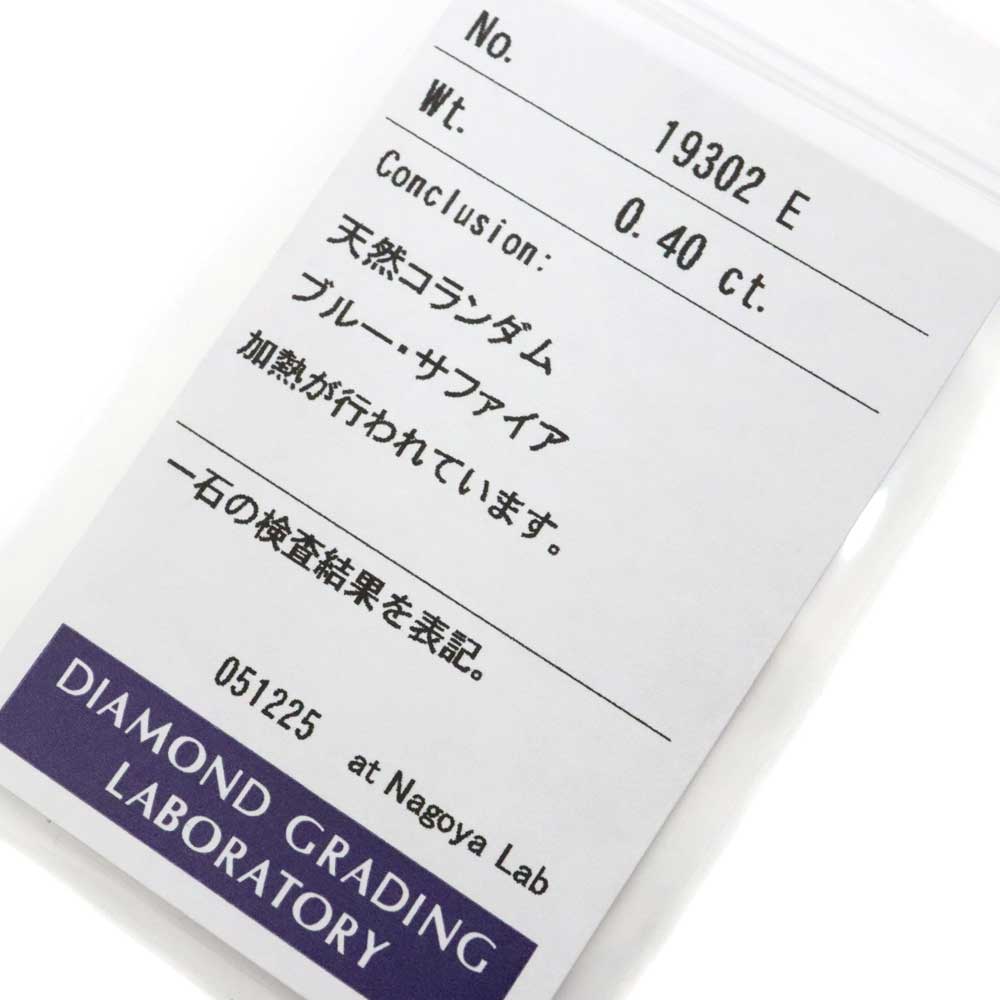 No. 19302 E
Wt. 0.40 ct.
Conclusion:
天然コランダム
ブルー・サファイア
加熱が行われています。
一石の検査結果を表記。
051225 at Nagoya Lab
DIAMOND GRADING
LABORATORY